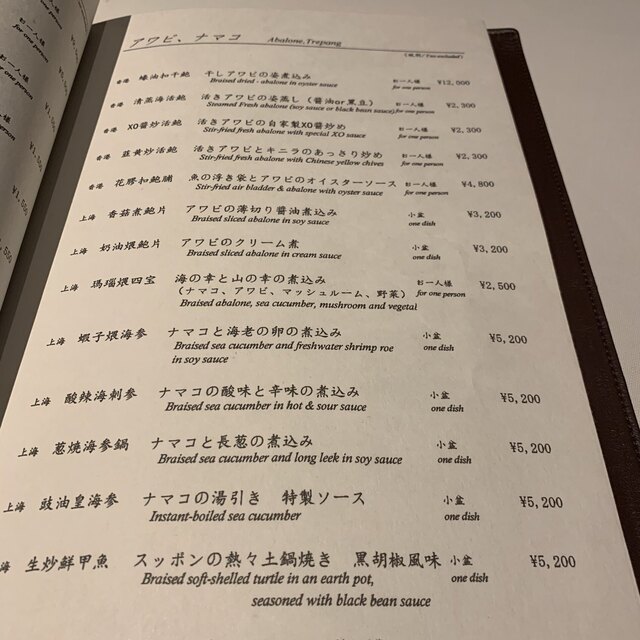 アワビ、ナマコ Abalone,Trepang
香港 蠔油扣干鮑 干しアワビの姿煮込み お一人様 ¥12,500
Braised dried - abalone in oyster sauce for one person
香港 清蒸海活鮑 活きアワビの姿蒸し（醤油or黒豆） お一人様 ¥2,300
Steamed Fresh abalone (soy sauce or black bean sauce) for one person
香港 XO醬炒活鮑 活きアワビの自家製XO醬炒め お一人様 ¥2,300
Stir-fried fresh abalone with special XO sauce for one person
香港 韮黄炒活鮑 活きアワビとキニラのあっさり炒め お一人様 ¥2,300
Stir-fried fresh abalone with Chinese yellow chives for one person
香港 花膠扣鮑脯 魚の浮き袋とアワビのオイスターソース お一人様 ¥4,800
Stir-fried air bladder & abalone with oyster sauce for one person
上海 香菇煮鮑片 アワビの薄切り醤油煮込み 小盆 ¥3,200
Braised sliced abalone in soy sauce one dish
上海 奶油煨鮑片 アワビのクリーム煮 小盆 ¥3,200
Braised sliced abalone in cream sauce one dish
上海 瑪瑙煨四宝 海の幸と山の幸の煮込み お一人様 ¥2,500
（ナマコ、アワビ、マッシュルーム、野菜） for one person
Braised abalone, sea cucumber, mushroom and vegetal
上海 蝦子煨海参 ナマコと海老の卵の煮込み 小盆 ¥5,200
Braised sea cucumber and freshwater shrimp roe one dish
in soy sauce
上海 酸辣海刺参 ナマコの酸味と辛味の煮込み 小盆 ¥5,200
Braised sea cucumber in hot & sour sauce one dish
上海 葱焼海参鍋 ナマコと長葱の煮込み 小盆 ¥5,200
Braised sea cucumber and long leek in soy sauce one dish
上海 豉油皇海参 ナマコの湯引き 特製ソース 小盆 ¥5,200
Instant-boiled sea cucumber one dish
海 生炒鮮甲魚 スッポンの熱々土鍋焼き 黒胡椒風味 小盆 ¥5,200
Braised soft-shelled turtle in an earth pot, one dish
seasoned with black bean sauce